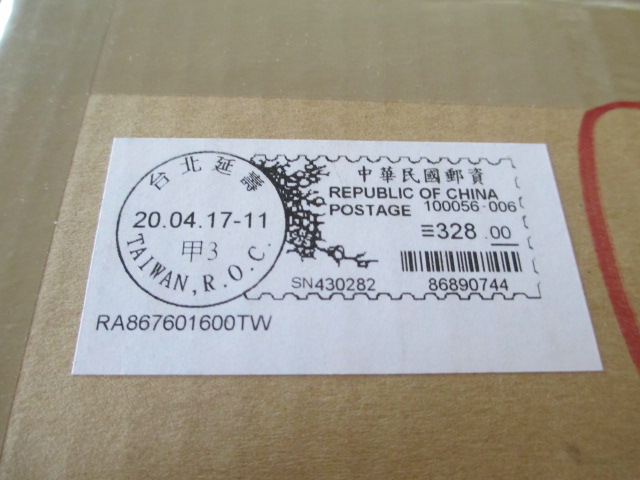 台北延壽
20.04.17-11
甲3
TAIWAN, R.O.C.
中華民國郵資
REPUBLIC OF CHINA
POSTAGE 100056-006
≡328.00
SN430282 86890744
RA867601600TW